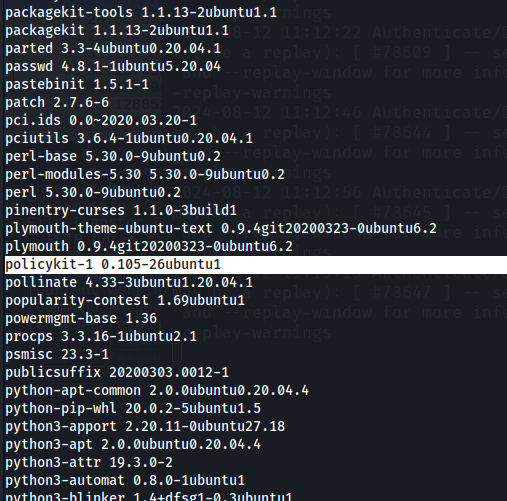 packagekit-tools 1.1.13-2ubuntu1.1
packagekit 1.1.13-2ubuntu1.1
parted 3.3-4ubuntu0.20.04.1
passwd 4.8.1-1ubuntu5.20.04
pastebinit 1.5.1-1
patch 2.7.6-6
pci.ids 0.0~2020.03.20-1
pciutils 3.6.4-1ubuntu0.20.04.1
perl-base 5.30.0-9ubuntu0.2
perl-modules-5.30 5.30.0-9ubuntu0.2
perl 5.30.0-9ubuntu0.2
pinentry-curses 1.1.0-3build1
plymouth-theme-ubuntu-text 0.9.4git20200323-0ubuntu6.2
plymouth 0.9.4git20200323-0ubuntu6.2
policykit-1 0.105-26ubuntu1
pollinate 4.33-3ubuntu1.20.04.1
popularity-contest 1.69ubuntu1
powermgmt-base 1.36
procps 2:3.3.16-1ubuntu2.1
psmisc 23.3-1
publicsuffix 20200303.0012-1
python-apt-common 2.0.0ubuntu0.20.04.4
python-pip-whl 20.0.2-5ubuntu1.5
python3-apport 2.20.11-0ubuntu27.18
python3-apt 2.0.0ubuntu0.20.04.4
python3-attr 19.3.0-2
python3-automat 0.8.0-1ubuntu1
python3-blinker 1.4+dfsg1-0.3ubuntu1